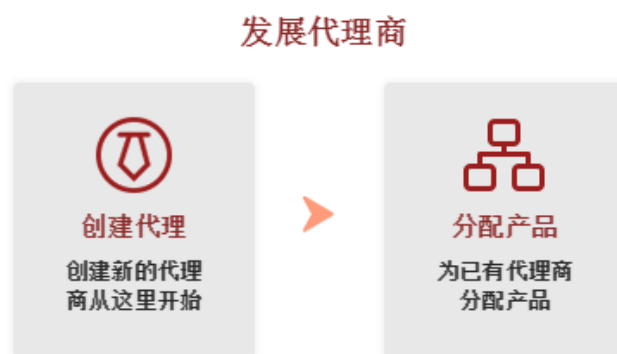 发展代理商
创建代理
创建新的代理
商从这里开始
分配产品
为已有代理商
分配产品